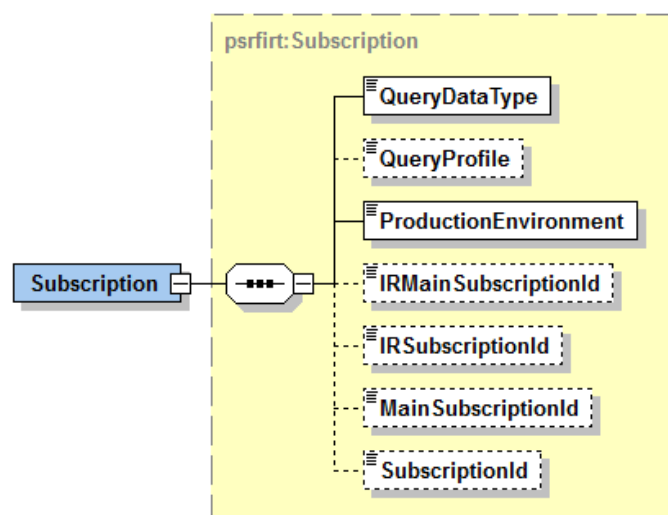 psrfirt:Subscription
QueryDataType
QueryProfile
ProductionEnvironment
Subscription
IRMainSubscriptionId
IRSubscriptionId
MainSubscriptionId
SubscriptionId